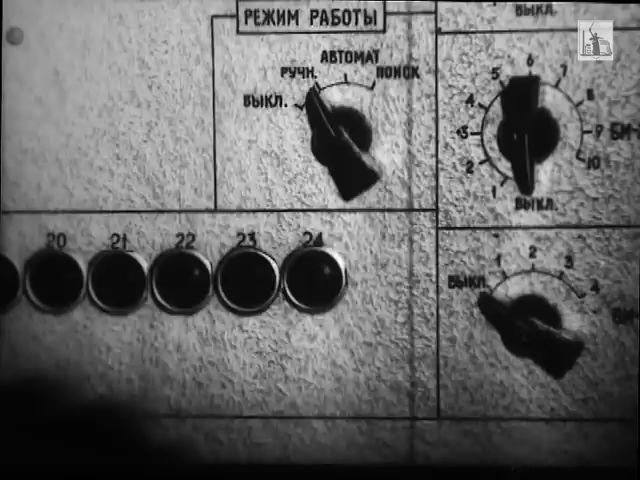 РЕЖИМ РАБОТЫ
ВЫКЛ.
РУЧН.
АВТОМАТ
ПОИСК
ВЫКЛ.
1
2
3
4
5
6
7
8
9
10
ВЫКЛ.
20 21 22 23 24
ВЫКЛ.
1
2
3
4